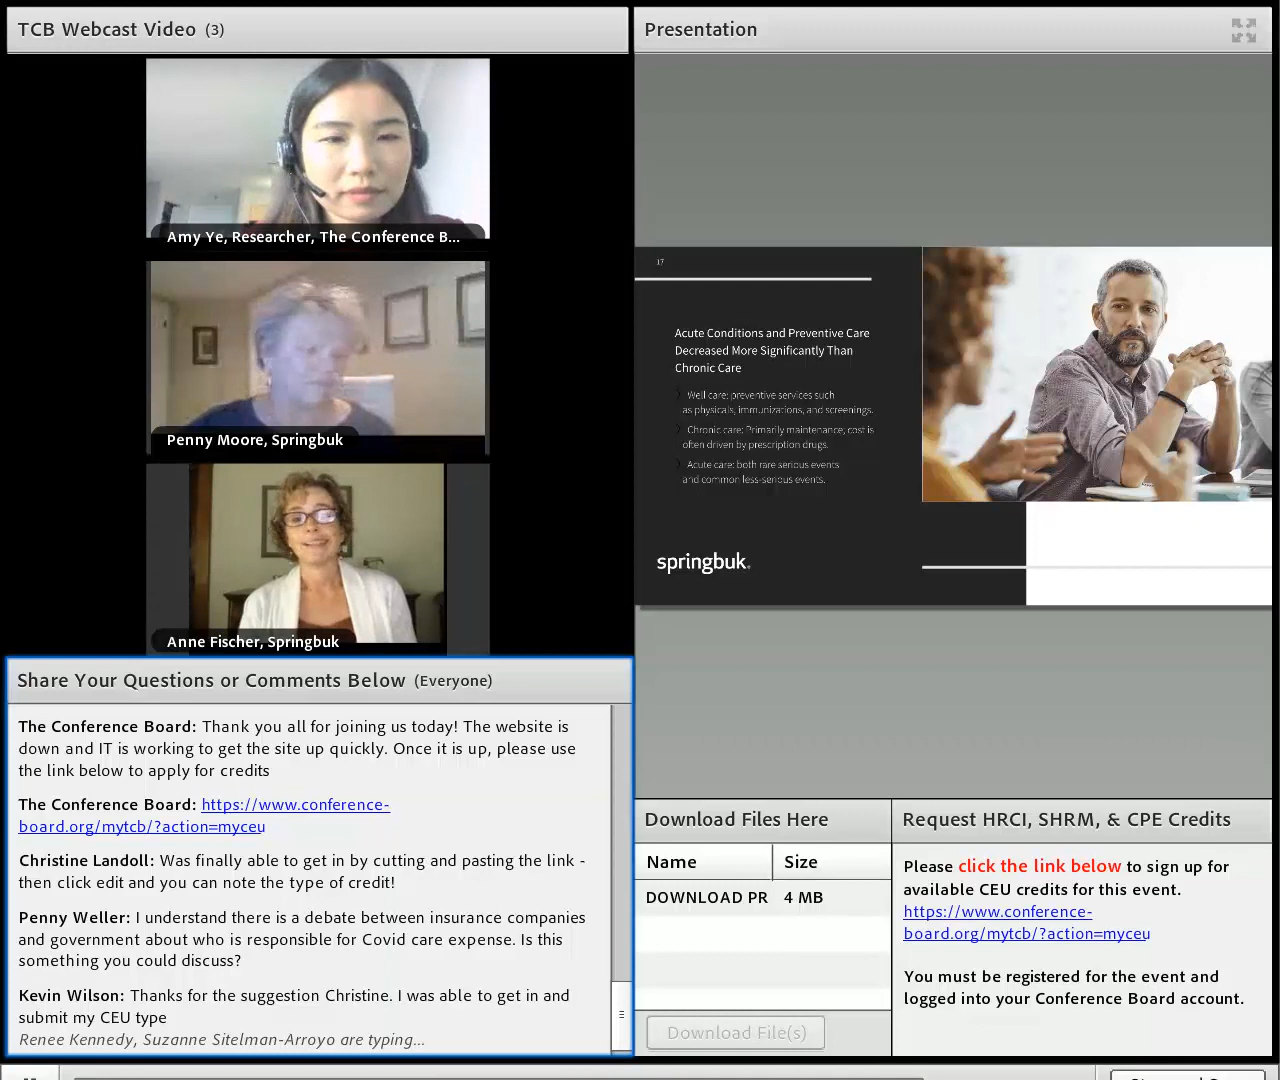 TCB Webcast Video (3)
Amy Ye, Researcher, The Conference B...
Penny Moore, Springbuk
Anne Fischer, Springbuk
Share Your Questions or Comments Below (Everyone)
The Conference Board: Thank you all for joining us today! The website is
down and IT is working to get the site up quickly. Once it is up, please use
the link below to apply for credits
The Conference Board: https://www.conference-
board.org/mytcb/?action=myceu
Christine Landoll: Was finally able to get in by cutting and pasting the link -
then click edit and you can note the type of credit!
Penny Weller: I understand there is a debate between insurance companies
and government about who is responsible for Covid care expense. Is this
something you could discuss?
Kevin Wilson: Thanks for the suggestion Christine. I was able to get in and
submit my CEU type
Renee Kennedy, Suzanne Sitelman-Arroyo are typing...
Presentation
17
Acute Conditions and Preventive Care
Decreased More Significantly Than
Chronic Care
Well care: preventive services such
as physicals, immunizations, and screenings.
Chronic care: Primarily maintenance; cost is
often driven by prescription drugs.
Acute care: both rare serious events
and common less-serious events.
springbuk.
Download Files Here
Name Size
DOWNLOAD PR 4 MB
Download File(s)
Request HRCI, SHRM, & CPE Credits
Please click the link below to sign up for
available CEU credits for this event.
https://www.conference-
board.org/mytcb/?action=myceu
You must be registered for the event and
logged into your Conference Board account.